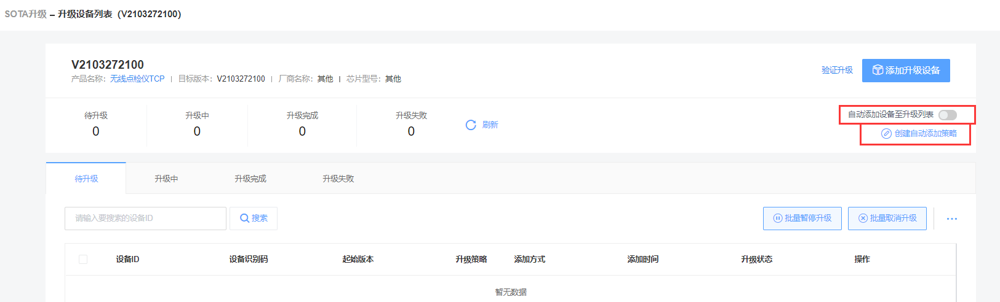 SOTA升级 – 升级设备列表（V2103272100）
V2103272100
产品名称：无线点检仪TCP | 目标版本：V2103272100 | 厂商名称：其他 | 芯片型号：其他
验证升级
添加升级设备
待升级 升级中 升级完成 升级失败
0 0 0 0
刷新
自动添加设备至升级列表
创建自动添加策略
待升级 升级中 升级完成 升级失败
请输入要搜索的设备ID 搜索 批量暂停升级 批量取消升级 ...
设备ID 设备识别码 起始版本 升级策略 添加方式 添加时间 升级状态 操作
暂无数据